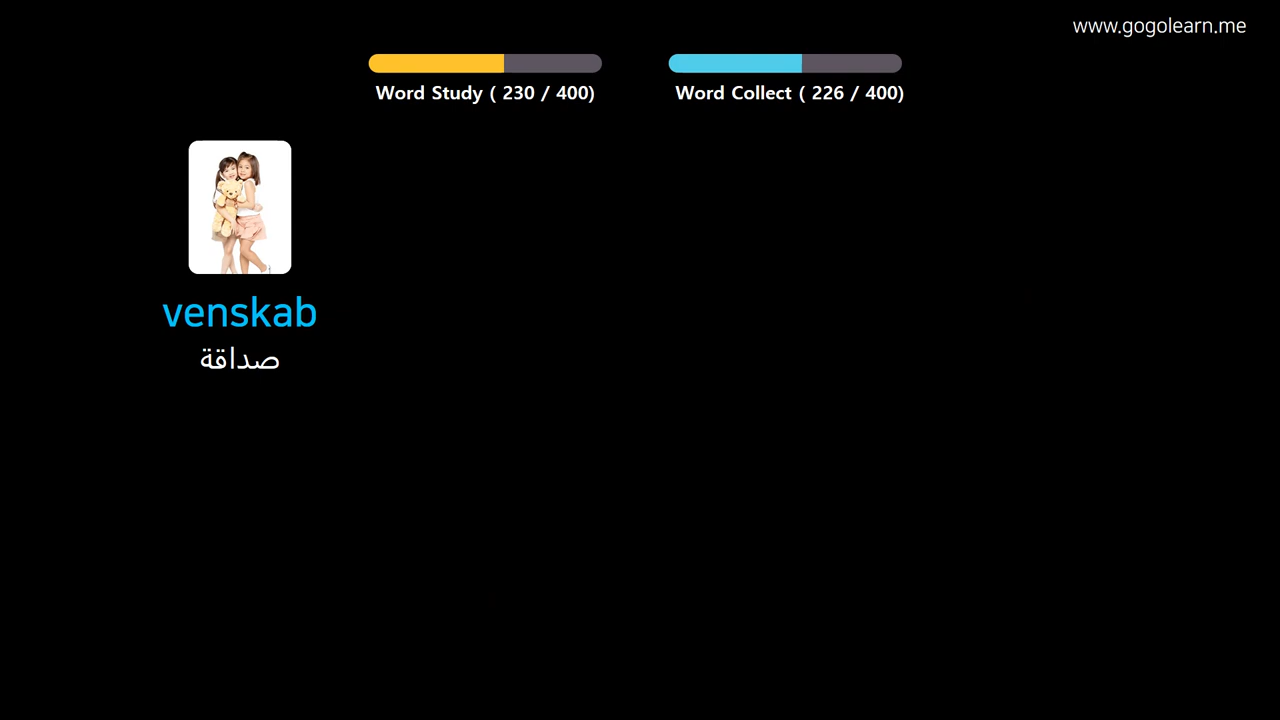 www.gogolearn.me
Word Study ( 230 / 400)
Word Collect ( 226 / 400)
venskab
صداقة